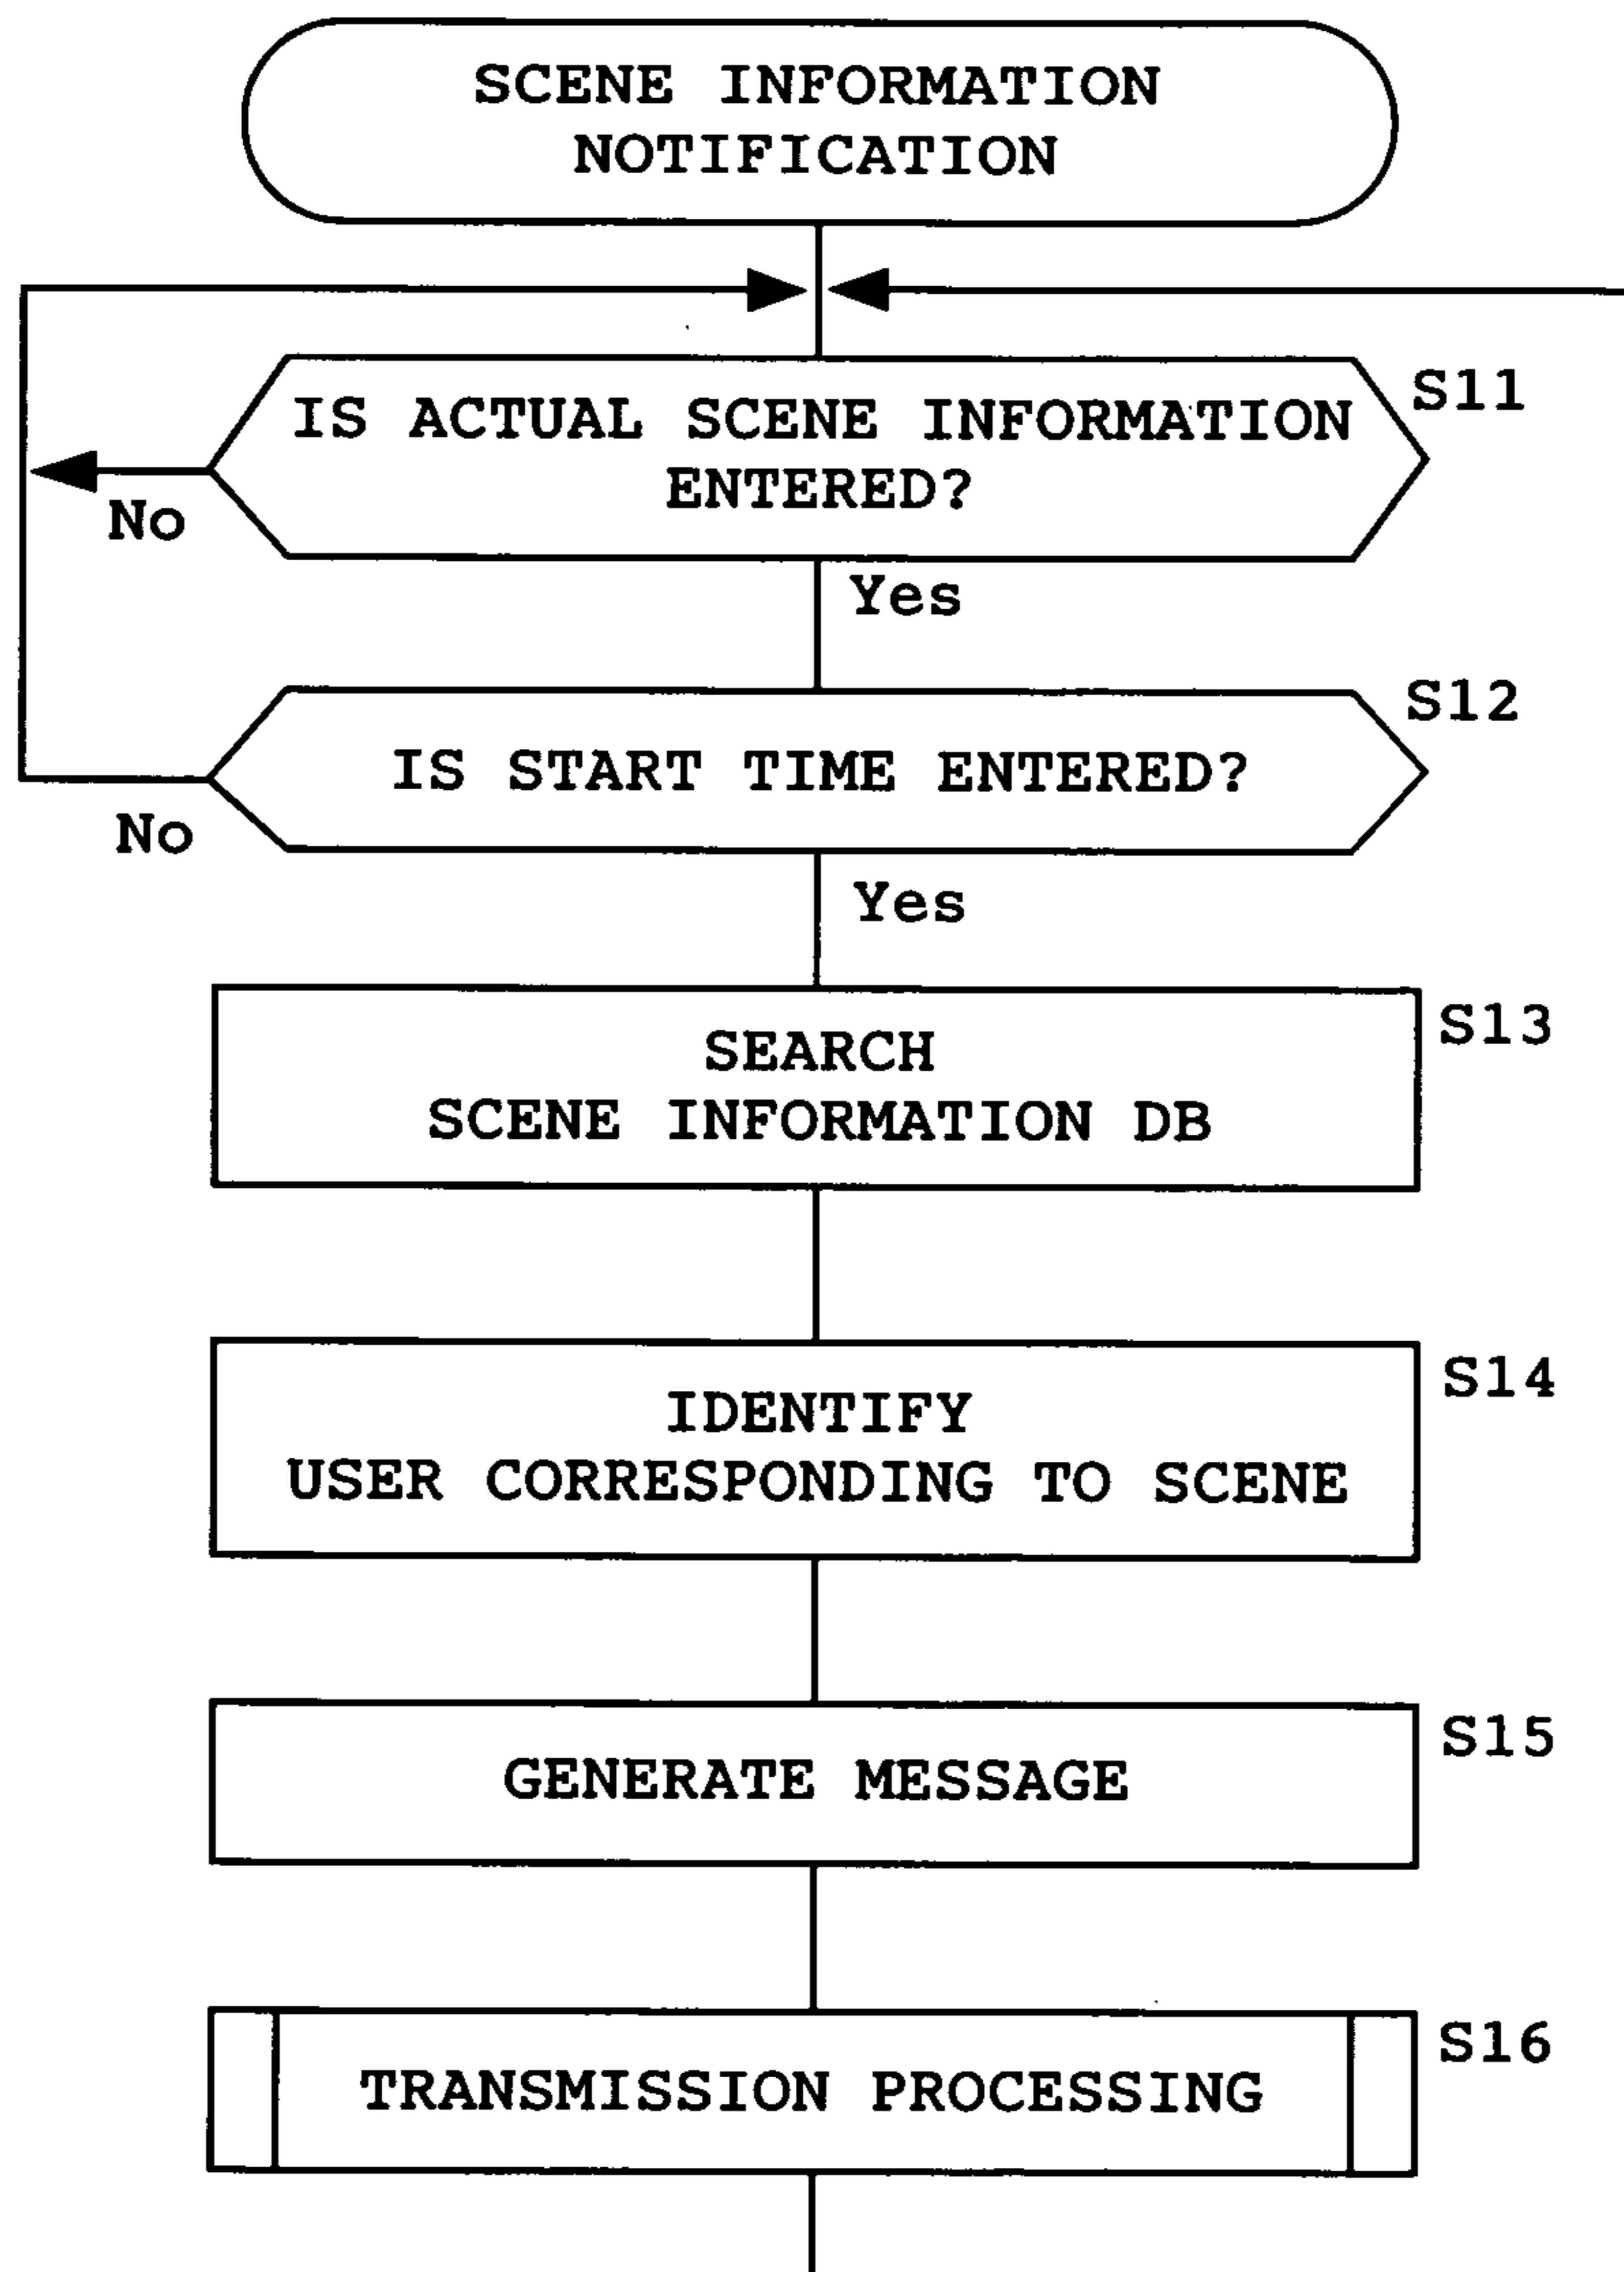 SCENE INFORMATION
NOTIFICATION
IS ACTUAL SCENE INFORMATION
ENTERED?
S11
No
Yes
IS START TIME ENTERED?
S12
No
Yes
SEARCH
SCENE INFORMATION DB
S13
IDENTIFY
USER CORRESPONDING TO SCENE
S14
GENERATE MESSAGE
S15
TRANSMISSION PROCESSING
S16